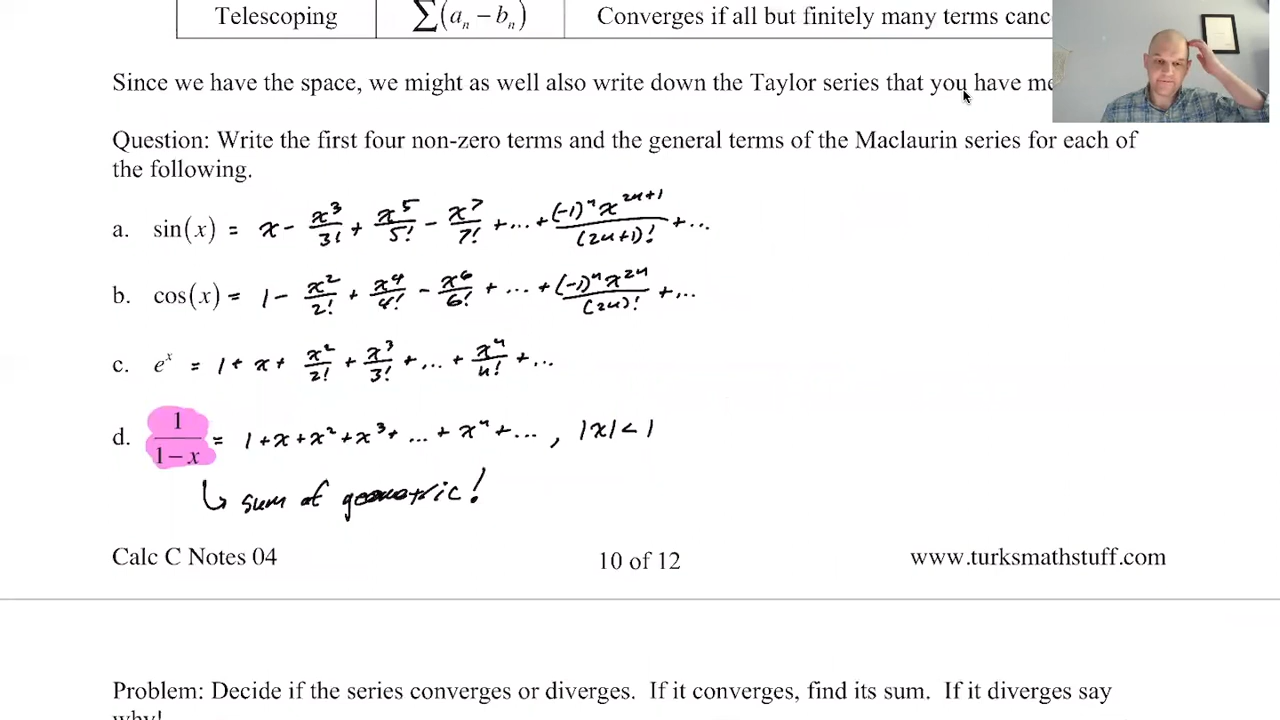 Telescoping ∑(aₙ − bₙ) Converges if all but finitely many terms canc
Since we have the space, we might as well also write down the Taylor series that you have me
Question: Write the first four non-zero terms and the general terms of the Maclaurin series for each of
the following.
a. sin(x) = x - x³/3! + x⁵/5! - x⁷/7! + ... + (-1)ⁿx²ⁿ⁺¹/(2n+1)! + ...
b. cos(x) = 1 - x²/2! + x⁴/4! - x⁶/6! + ... + (-1)ⁿx²ⁿ/(2n)! + ...
c. eˣ = 1 + x + x²/2! + x³/3! + ... + xⁿ/n! + ...
d. 1/(1−x) = 1 + x + x² + x³ + ... + xⁿ + ... , |x| < 1
↳ sum of geometric!
Calc C Notes 04 10 of 12 www.turksmathstuff.com
Problem: Decide if the series converges or diverges. If it converges, find its sum. If it diverges say
why!